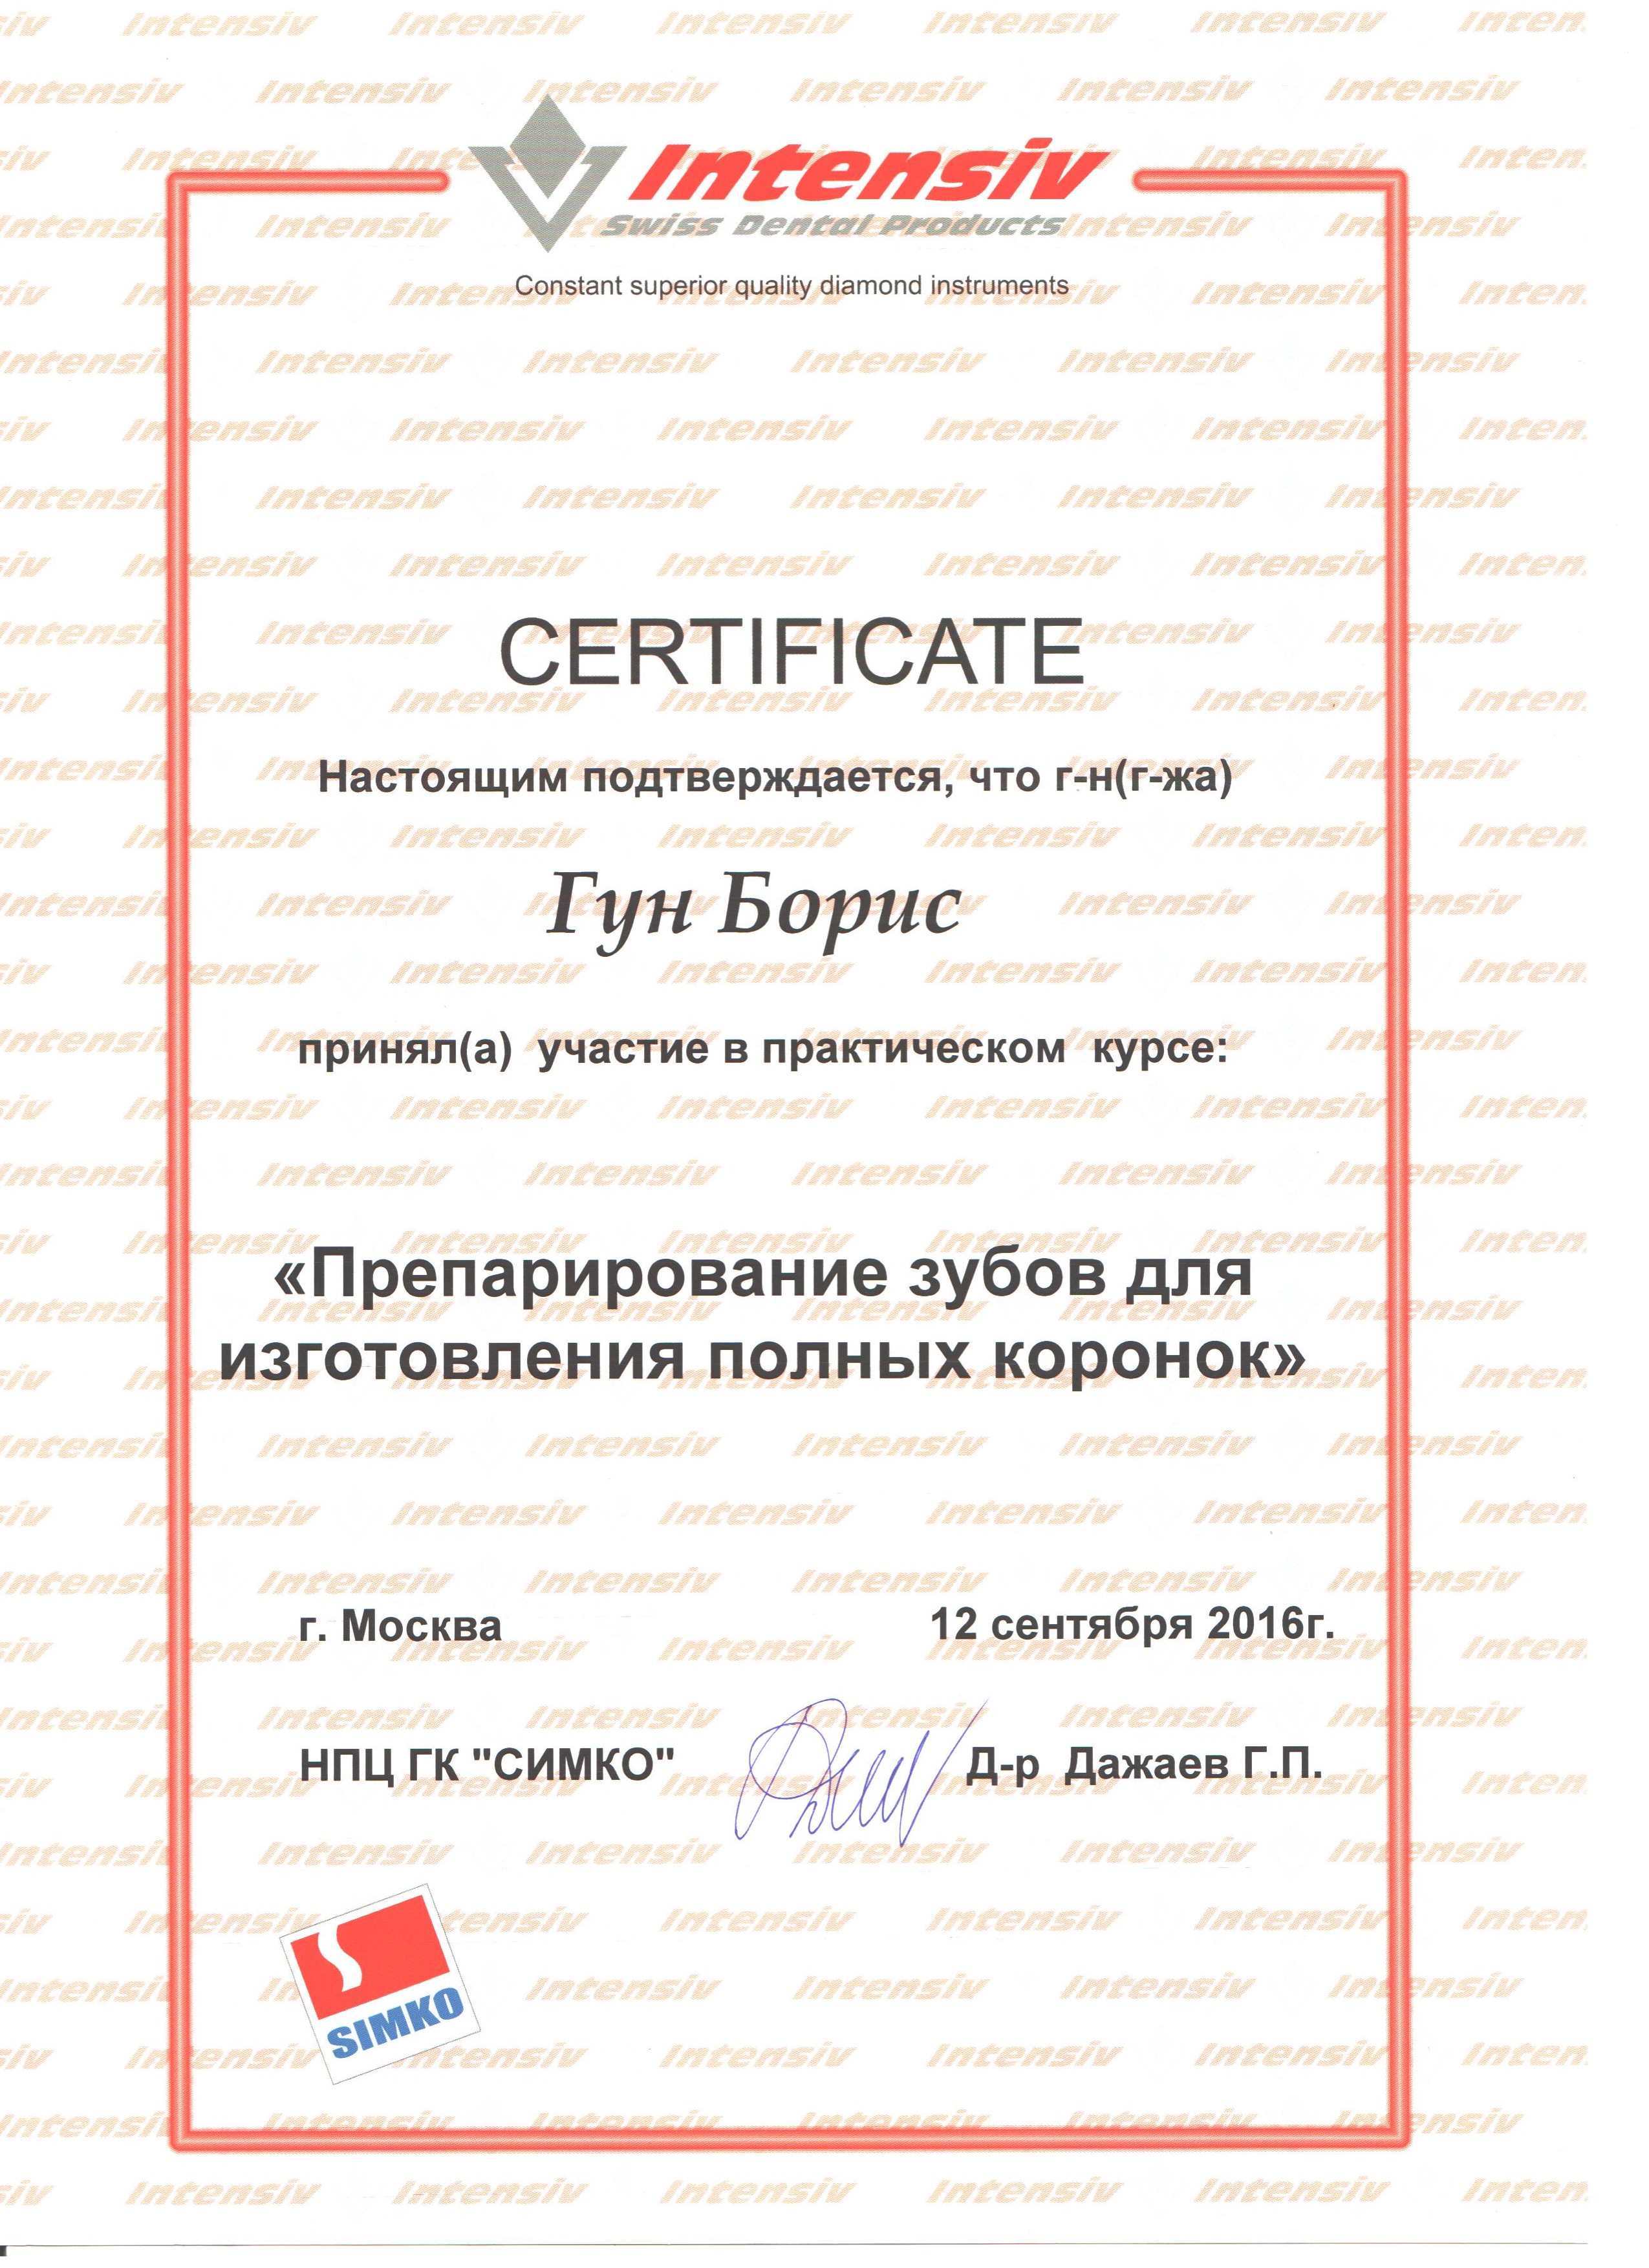 Intensiv
Swiss Dental Products
Constant superior quality diamond instruments
CERTIFICATE
Настоящим подтверждается, что г-н(г-жа)
Гун Борис
принял(а) участие в практическом курсе:
«Препарирование зубов для
изготовления полных коронок»
г. Москва 12 сентября 2016г.
НПЦ ГК "СИМКО" Д-р Дажаев Г.П.
SIMKO